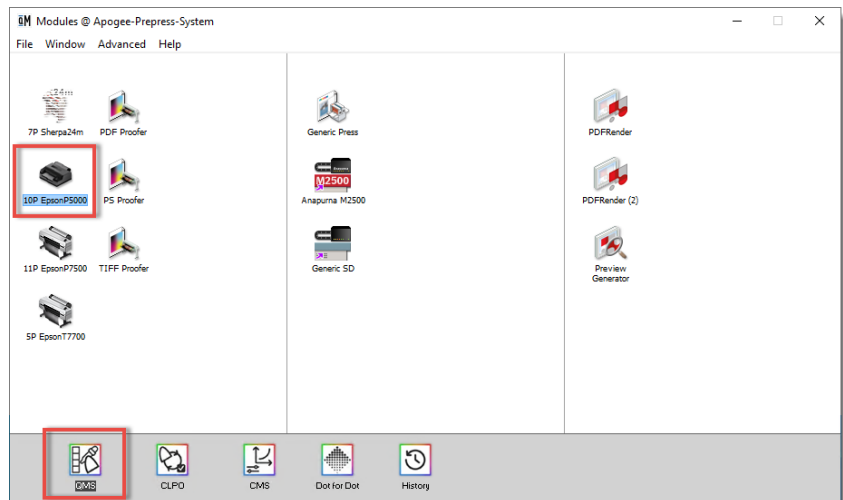 QM Modules @ Apogee-Prepress-System
File Window Advanced Help
24m
7P Sherpa24m PDF Proofer Generic Press PDFRender
M2500
10P EpsonP5000 PS Proofer Anapurna M2500 PDFRender (2)
11P EpsonP7500 TIFF Proofer Generic SD Preview
Generator
5P EpsonT7700
QMS CLPO CMS Dot for Dot History